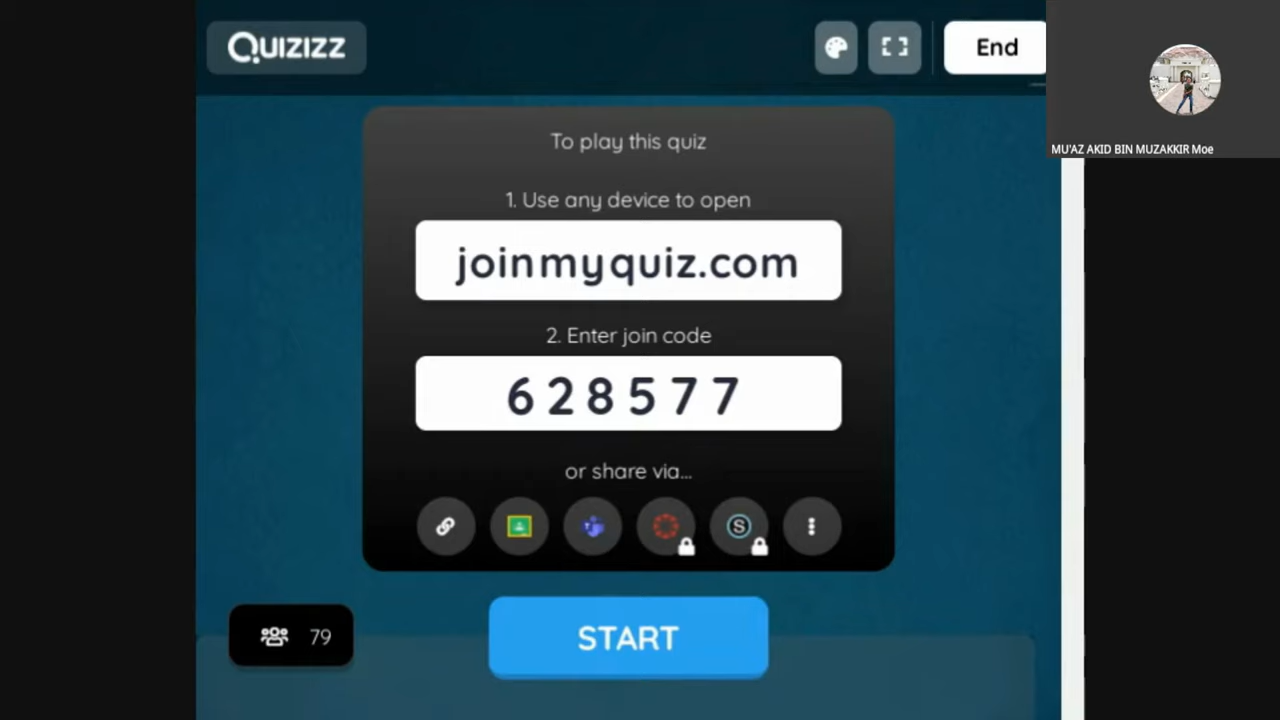 QUIZIZZ
End
MU'AZ AKID BIN MUZAKKIR Moe
To play this quiz
1. Use any device to open
joinmyquiz.com
2. Enter join code
628577
or share via...
S
79
START